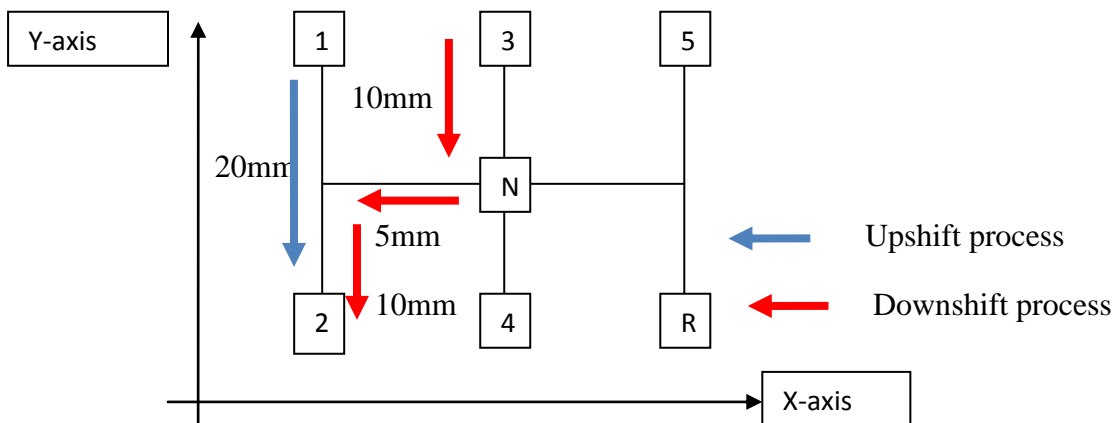 Y-axis
1
3
5
10mm
20mm
N
5mm
Upshift process
10mm
2
4
R
Downshift process
X-axis